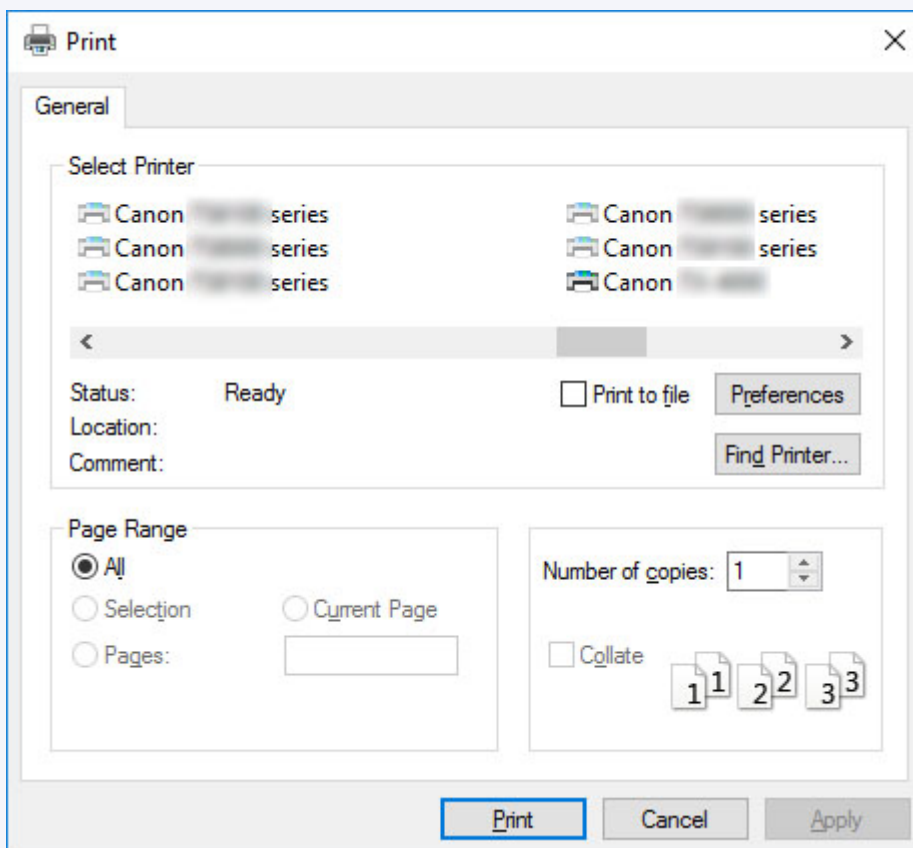 Print
General
Select Printer
Canon series Canon series
Canon series Canon series
Canon series Canon
Status: Ready Print to file Preferences
Location:
Comment: Find Printer...
Page Range
All
Number of copies: 1
Selection Current Page
Pages:
Collate
1 1 2 2 3 3
Print Cancel Apply